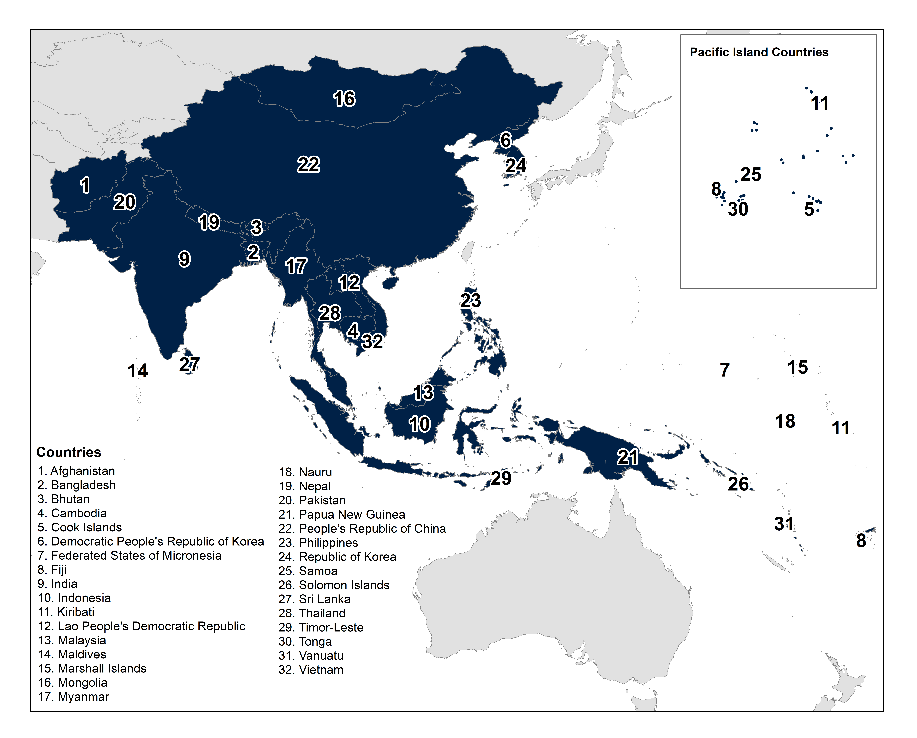 Pacific Island Countries
11
16
6
22
24
1
25
20
8
30
5
19
3
2
9
17
12
23
28
4
32
14
27
7
15
13
10
18
11
21
29
26
31
8
Countries
1. Afghanistan
2. Bangladesh
3. Bhutan
4. Cambodia
5. Cook Islands
6. Democratic People's Republic of Korea
7. Federated States of Micronesia
8. Fiji
9. India
10. Indonesia
11. Kiribati
12. Lao People's Democratic Republic
13. Malaysia
14. Maldives
15. Marshall Islands
16. Mongolia
17. Myanmar
18. Nauru
19. Nepal
20. Pakistan
21. Papua New Guinea
22. People's Republic of China
23. Philippines
24. Republic of Korea
25. Samoa
26. Solomon Islands
27. Sri Lanka
28. Thailand
29. Timor-Leste
30. Tonga
31. Vanuatu
32. Vietnam